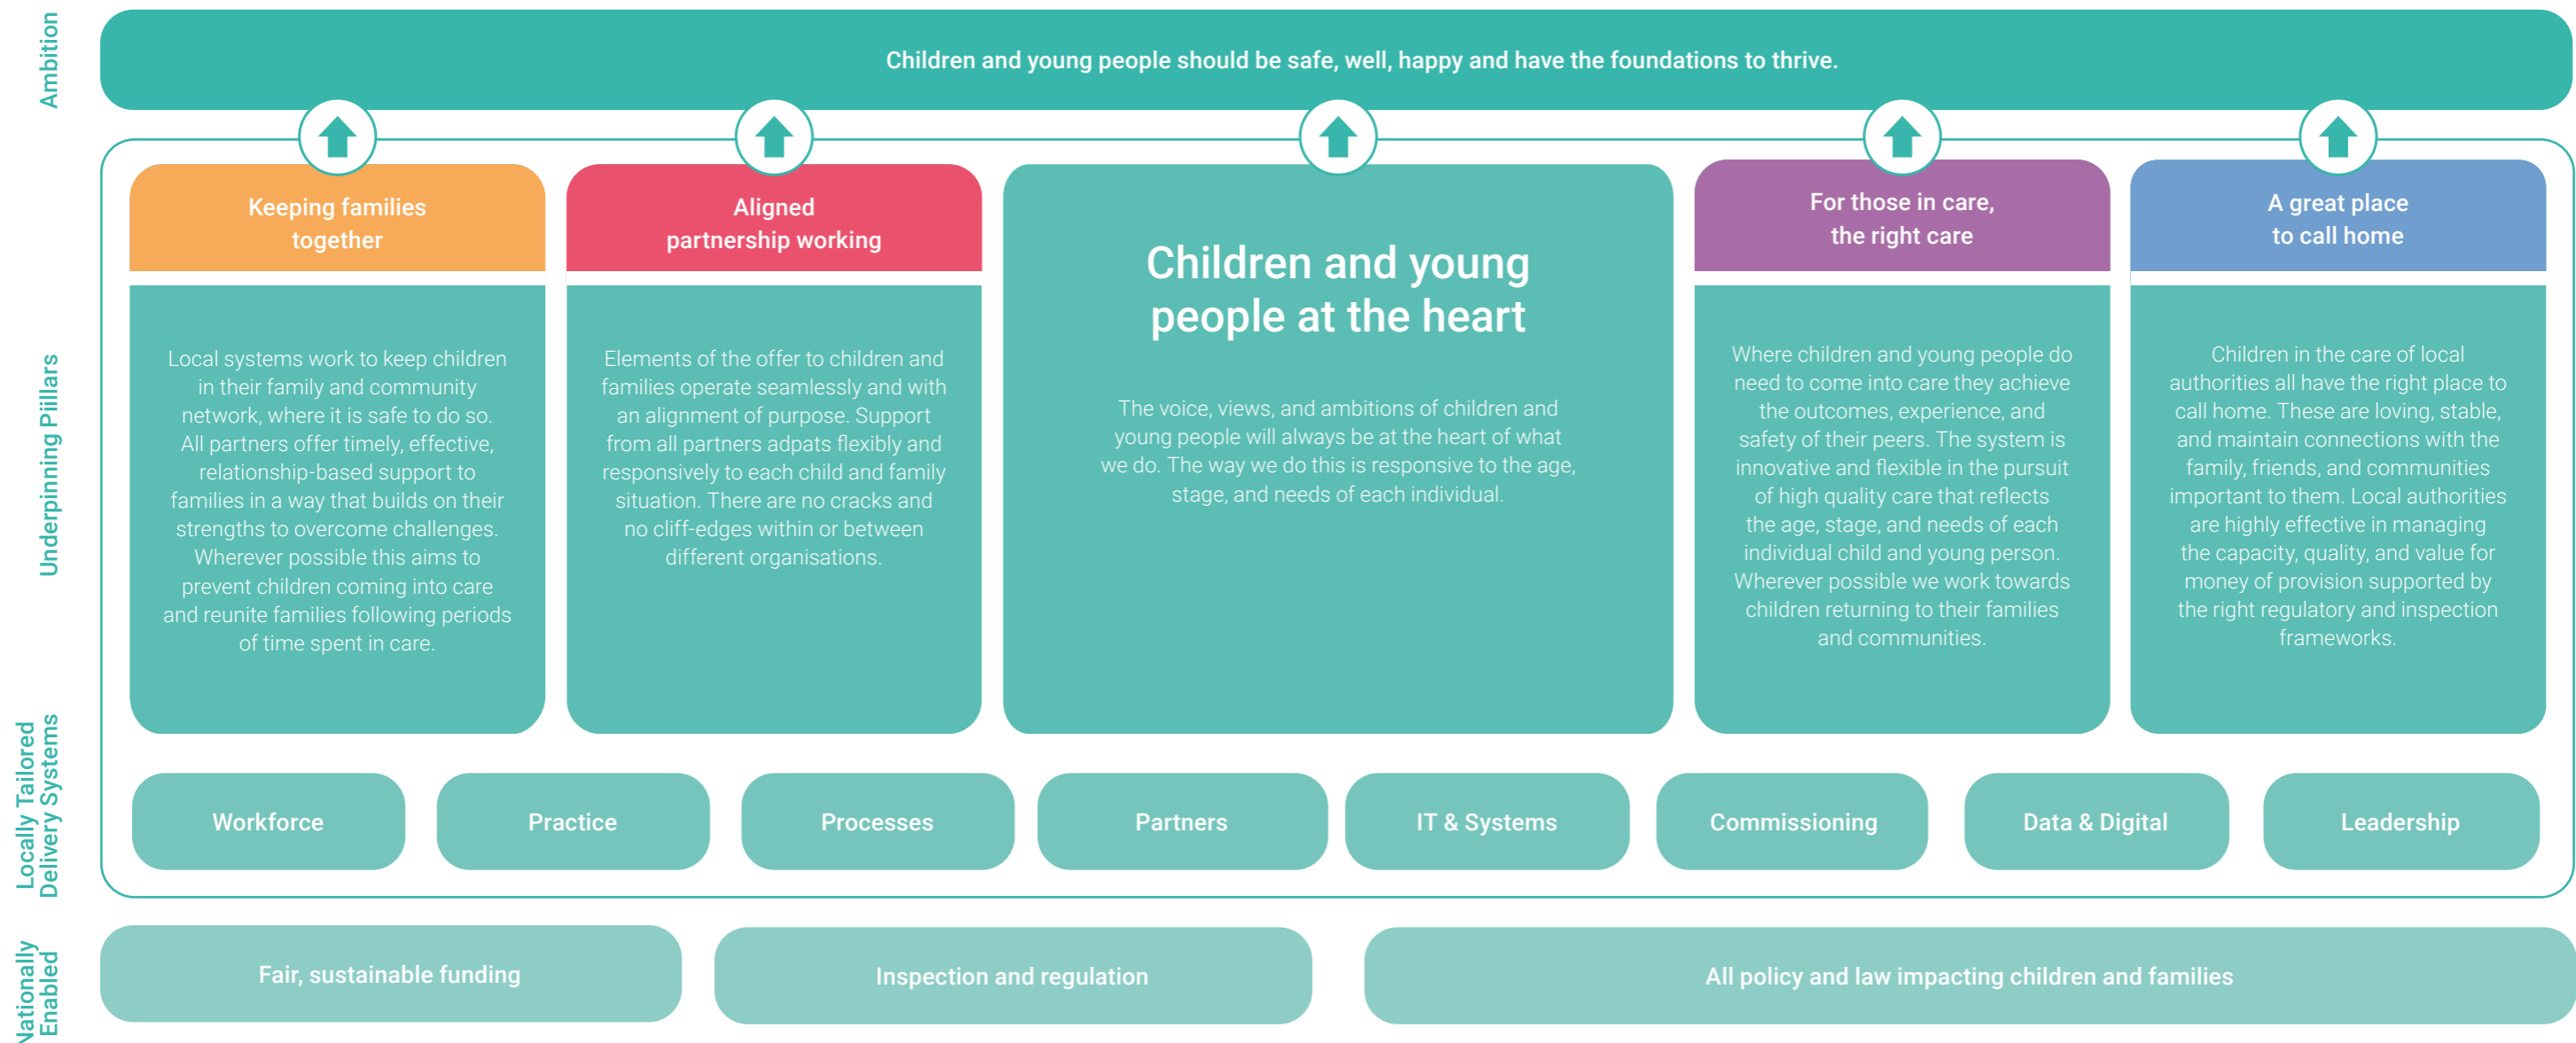 Ambition
Children and young people should be safe, well, happy and have the foundations to thrive.
Underpinning Piillars
Keeping families
together
Local systems work to keep children
in their family and community
network, where it is safe to do so.
All partners offer timely, effective,
relationship-based support to
families in a way that builds on their
strengths to overcome challenges.
Wherever possible this aims to
prevent children coming into care
and reunite families following periods
of time spent in care.
Aligned
partnership working
Elements of the offer to children and
families operate seamlessly and with
an alignment of purpose. Support
from all partners adpats flexibly and
responsively to each child and family
situation. There are no cracks and
no cliff-edges within or between
different organisations.
Children and young
people at the heart
The voice, views, and ambitions of children and
young people will always be at the heart of what
we do. The way we do this is responsive to the age,
stage, and needs of each individual.
For those in care,
the right care
Where children and young people do
need to come into care they achieve
the outcomes, experience, and
safety of their peers. The system is
innovative and flexible in the pursuit
of high quality care that reflects
the age, stage, and needs of each
individual child and young person.
Wherever possible we work towards
children returning to their families
and communities.
A great place
to call home
Children in the care of local
authorities all have the right place to
call home. These are loving, stable,
and maintain connections with the
family, friends, and communities
important to them. Local authorities
are highly effective in managing
the capacity, quality, and value for
money of provision supported by
the right regulatory and inspection
frameworks.
Locally Tailored
Delivery Systems
Workforce
Practice
Processes
Partners
IT & Systems
Commissioning
Data & Digital
Leadership
Nationally
Enabled
Fair, sustainable funding
Inspection and regulation
All policy and law impacting children and families